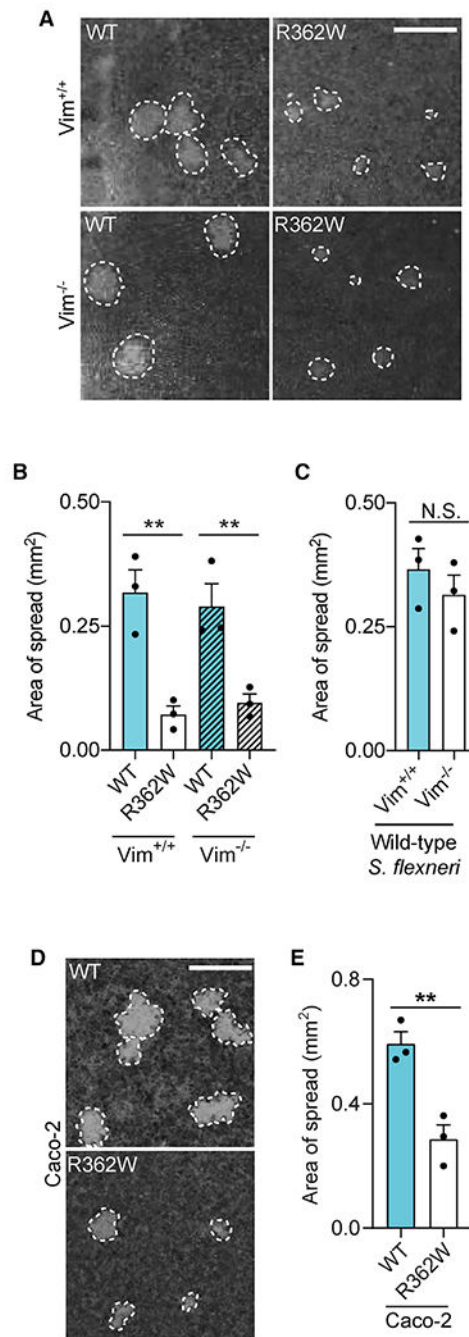 A
WT
R362W
Vim+/+
WT
R362W
Vim-/-
B
C
0.50
0.25
0.00
Area of spread (mm²)
**
**
WT
R362W
WT
R362W
Vim+/+
Vim-/-
0.50
0.25
0.00
Area of spread (mm²)
N.S.
Vim+/+
Vim-/-
Wild-type
S. flexneri
D
E
WT
R362W
Caco-2
0.8
0.4
0.0
Area of spread (mm²)
**
WT
R362W
Caco-2